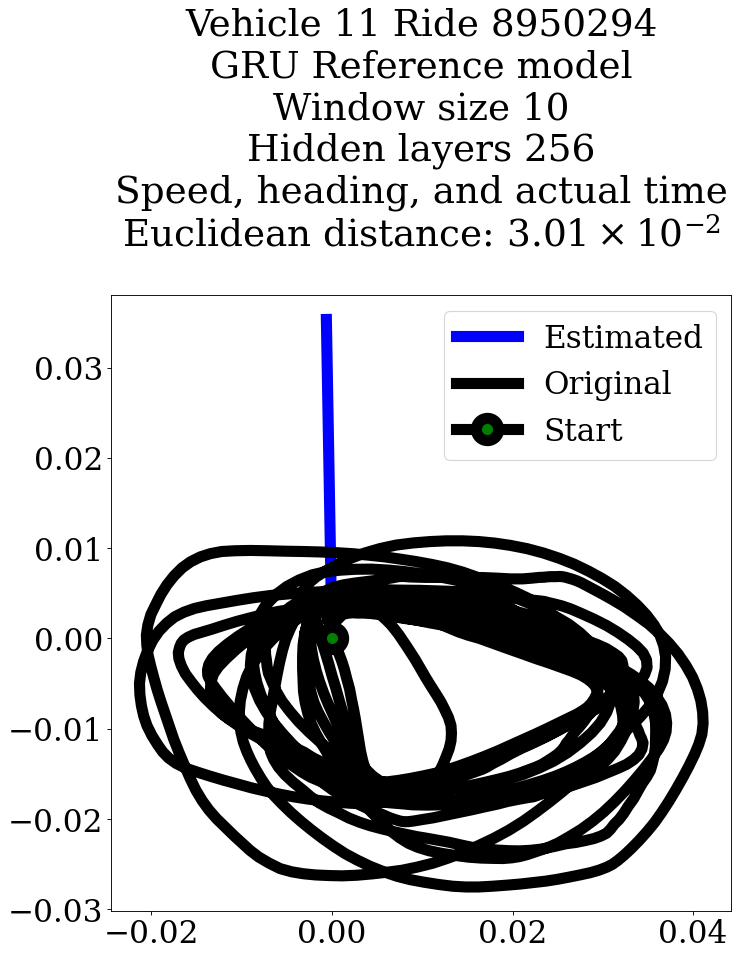 Vehicle 11 Ride 8950294
GRU Reference model
Window size 10
Hidden layers 256
Speed, heading, and actual time
Euclidean distance: 3.01 × 10⁻²
Estimated
Original
Start
0.03
0.02
0.01
0.00
−0.01
−0.02
−0.03
−0.02 0.00 0.02 0.04